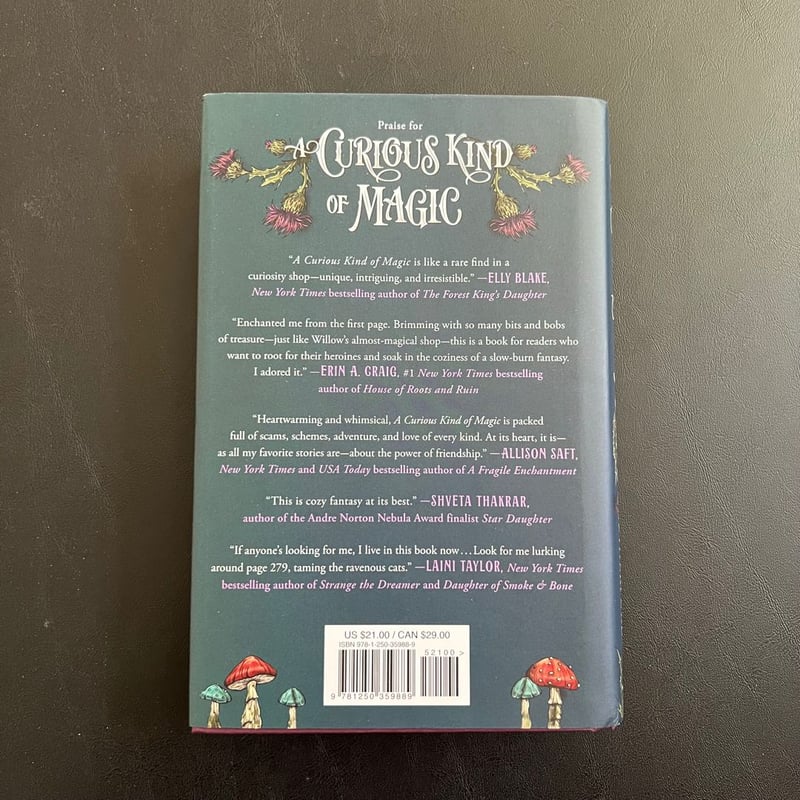 Praise for
A CURIOUS KIND
OF MAGIC
“A Curious Kind of Magic is like a rare find in a
curiosity shop—unique, intriguing, and irresistible.” —ELLY BLAKE,
New York Times bestselling author of The Forest King’s Daughter
“Enchanted me from the first page. Brimming with so many bits and bobs
of treasure—just like Willow’s almost-magical shop—this is a book for readers who
want to root for their heroines and soak in the coziness of a slow-burn fantasy.
I adored it.” —ERIN A. CRAIG, #1 New York Times bestselling
author of House of Roots and Ruin
“Heartwarming and whimsical, A Curious Kind of Magic is packed
full of scams, schemes, adventure, and love of every kind. At its heart, it is—
as all my favorite stories are—about the power of friendship.” —ALLISON SAFT,
New York Times and USA Today bestselling author of A Fragile Enchantment
“This is cozy fantasy at its best.” —SHVETA THAKRAR,
author of the Andre Norton Nebula Award finalist Star Daughter
“If anyone’s looking for me, I live in this book now...Look for me lurking
around page 279, taming the ravenous cats.” —LAINI TAYLOR, New York Times
bestselling author of Strange the Dreamer and Daughter of Smoke & Bone
US $21.00 / CAN $29.00
ISBN 978-1-250-35988-9
52100 >
9 781250 359889